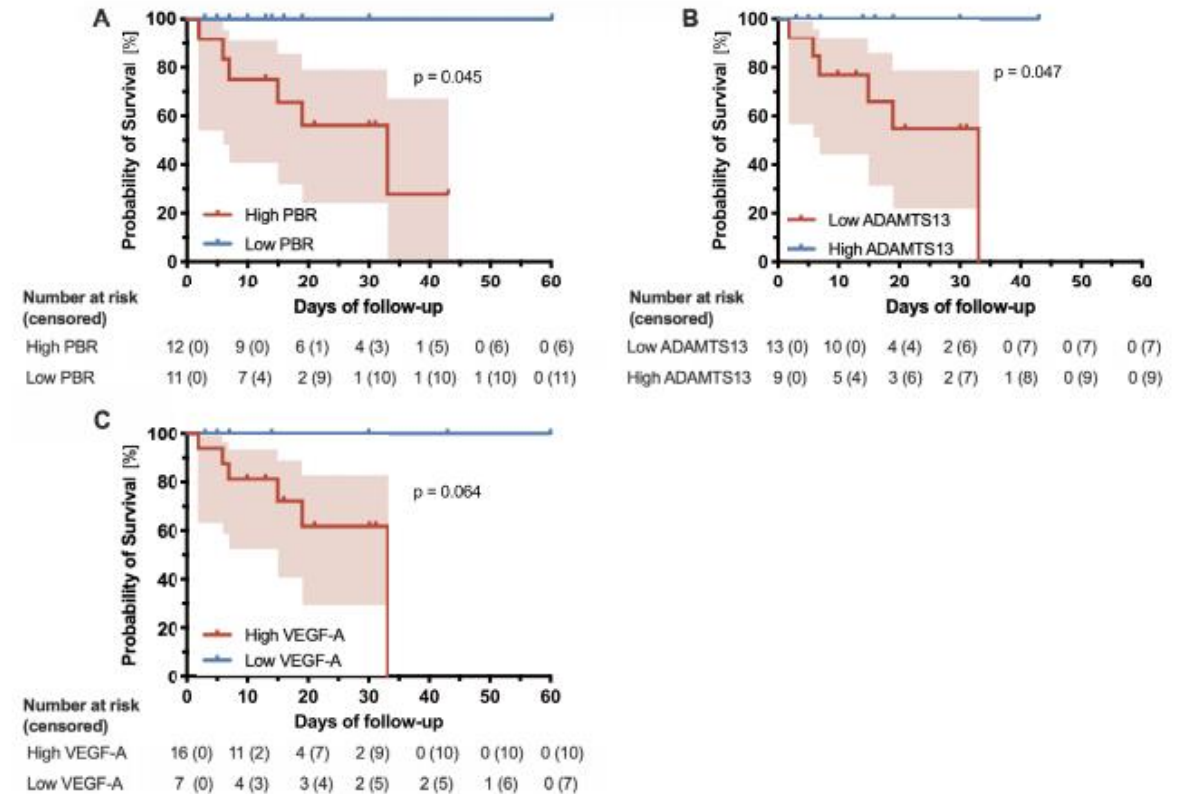 A
Probability of Survival [%]
100
80
60
40
20
0
p = 0.045
High PBR
Low PBR
0 10 20 30 40 50 60
Days of follow-up
Number at risk
(censored)
High PBR 12 (0) 9 (0) 6 (1) 4 (3) 1 (5) 0 (6) 0 (6)
Low PBR 11 (0) 7 (4) 2 (9) 1 (10) 1 (10) 1 (10) 0 (11)
B
Probability of Survival [%]
100
80
60
40
20
0
p = 0.047
Low ADAMTS13
High ADAMTS13
0 10 20 30 40 50 60
Days of follow-up
Number at risk
(censored)
Low ADAMTS13 13 (0) 10 (0) 4 (4) 2 (6) 0 (7) 0 (7) 0 (7)
High ADAMTS13 9 (0) 5 (4) 3 (6) 2 (7) 1 (8) 0 (9) 0 (9)
C
Probability of Survival [%]
100
80
60
40
20
0
p = 0.064
High VEGF-A
Low VEGF-A
0 10 20 30 40 50 60
Days of follow-up
Number at risk
(censored)
High VEGF-A 16 (0) 11 (2) 4 (7) 2 (9) 0 (10) 0 (10) 0 (10)
Low VEGF-A 7 (0) 4 (3) 3 (4) 2 (5) 2 (5) 1 (6) 0 (7)